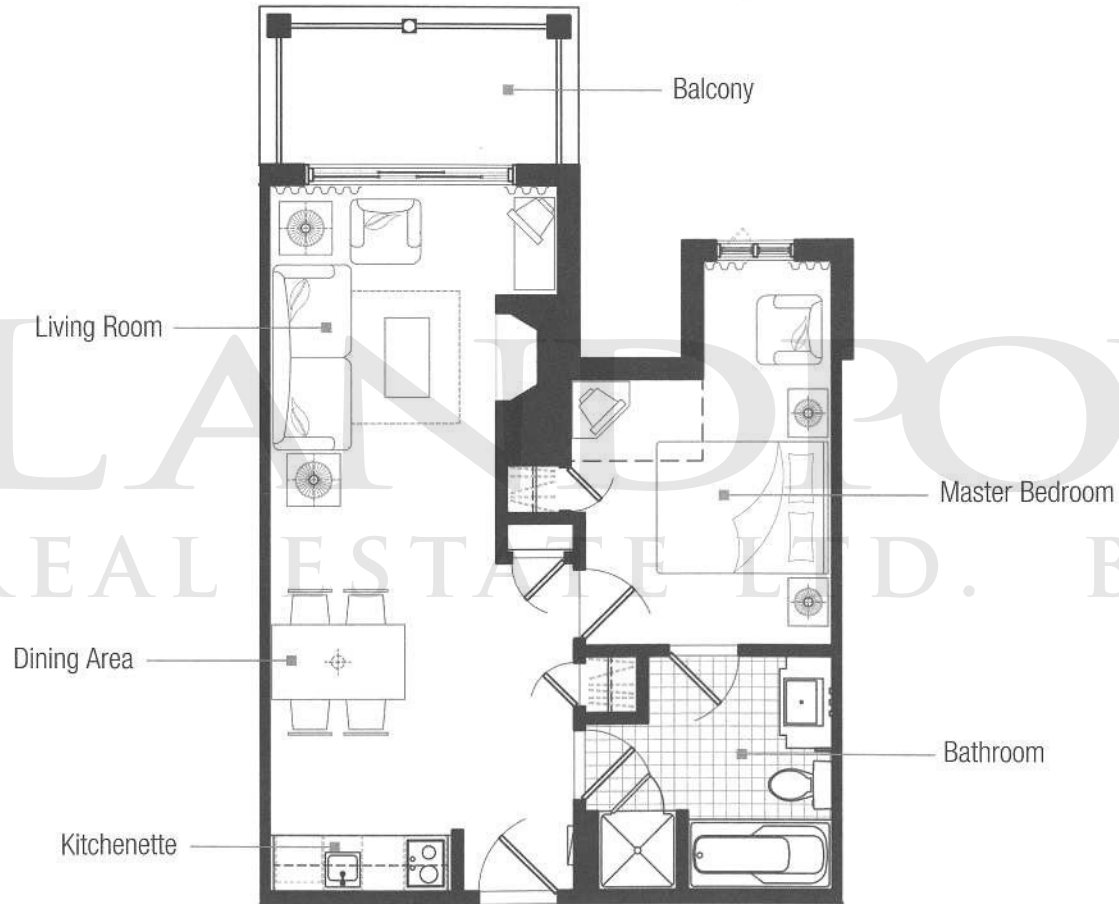 Balcony
Living Room
LANDPO
Master Bedroom
REAL ESTATE LTD. B
Dining Area
Bathroom
Kitchenette